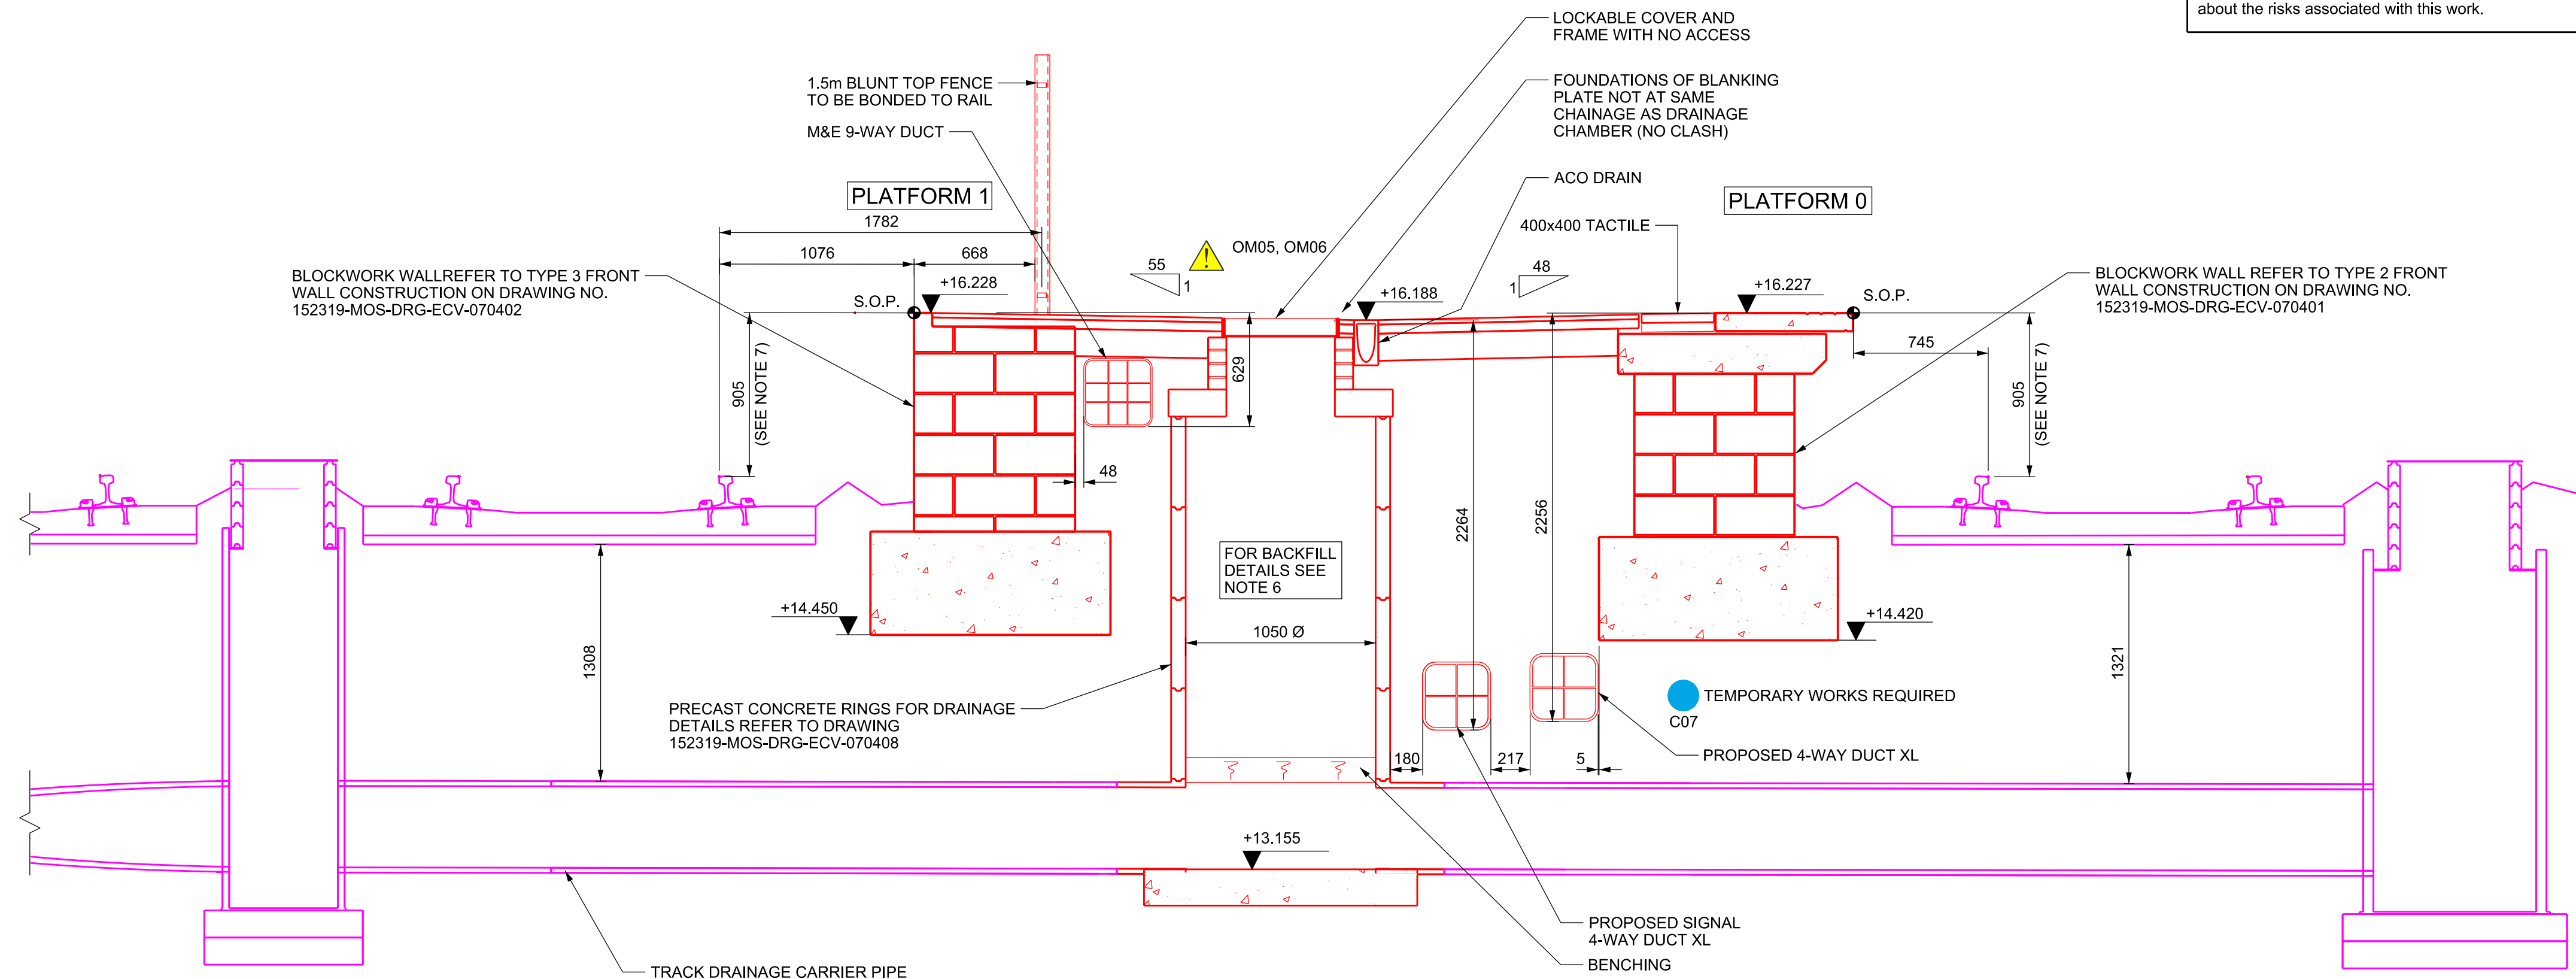 about the risks associated with this work.
LOCKABLE COVER AND
FRAME WITH NO ACCESS
1.5m BLUNT TOP FENCE
TO BE BONDED TO RAIL
M&E 9-WAY DUCT
FOUNDATIONS OF BLANKING
PLATE NOT AT SAME
CHAINAGE AS DRAINAGE
CHAMBER (NO CLASH)
ACO DRAIN
PLATFORM 1
PLATFORM 0
1782
400x400 TACTILE
1076
668
55
1
OM05, OM06
48
1
BLOCKWORK WALLREFER TO TYPE 3 FRONT
WALL CONSTRUCTION ON DRAWING NO.
152319-MOS-DRG-ECV-070402
BLOCKWORK WALL REFER TO TYPE 2 FRONT
WALL CONSTRUCTION ON DRAWING NO.
152319-MOS-DRG-ECV-070401
S.O.P.
+16.228
+16.188
+16.227
S.O.P.
745
905
(SEE NOTE 7)
629
905
(SEE NOTE 7)
48
2264
2256
FOR BACKFILL
DETAILS SEE
NOTE 6
+14.450
+14.420
1050 Ø
1308
1321
PRECAST CONCRETE RINGS FOR DRAINAGE
DETAILS REFER TO DRAWING
152319-MOS-DRG-ECV-070408
TEMPORARY WORKS REQUIRED
C07
180
217
5
PROPOSED 4-WAY DUCT XL
+13.155
PROPOSED SIGNAL
4-WAY DUCT XL
BENCHING
TRACK DRAINAGE CARRIER PIPE